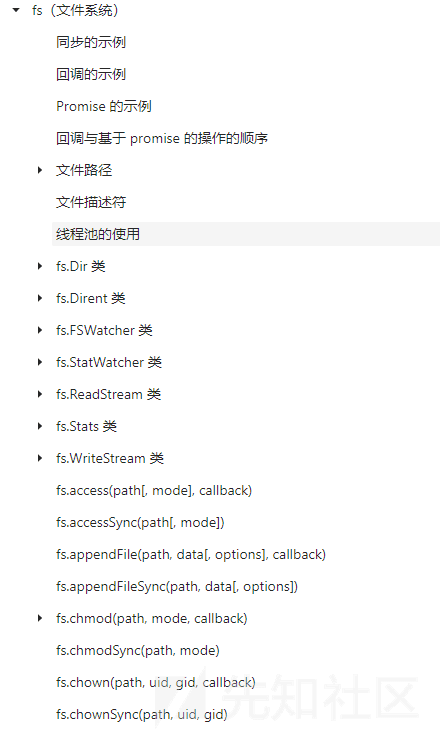 fs（文件系统）
同步的示例
回调的示例
Promise 的示例
回调与基于 promise 的操作的顺序
文件路径
文件描述符
线程池的使用
fs.Dir 类
fs.Dirent 类
fs.FSWatcher 类
fs.StatWatcher 类
fs.ReadStream 类
fs.Stats 类
fs.WriteStream 类
fs.access(path[, mode], callback)
fs.accessSync(path[, mode])
fs.appendFile(path, data[, options], callback)
fs.appendFileSync(path, data[, options])
fs.chmod(path, mode, callback)
fs.chmodSync(path, mode)
fs.chown(path, uid, gid, callback)
fs.chownSync(path, uid, gid)
先知社区